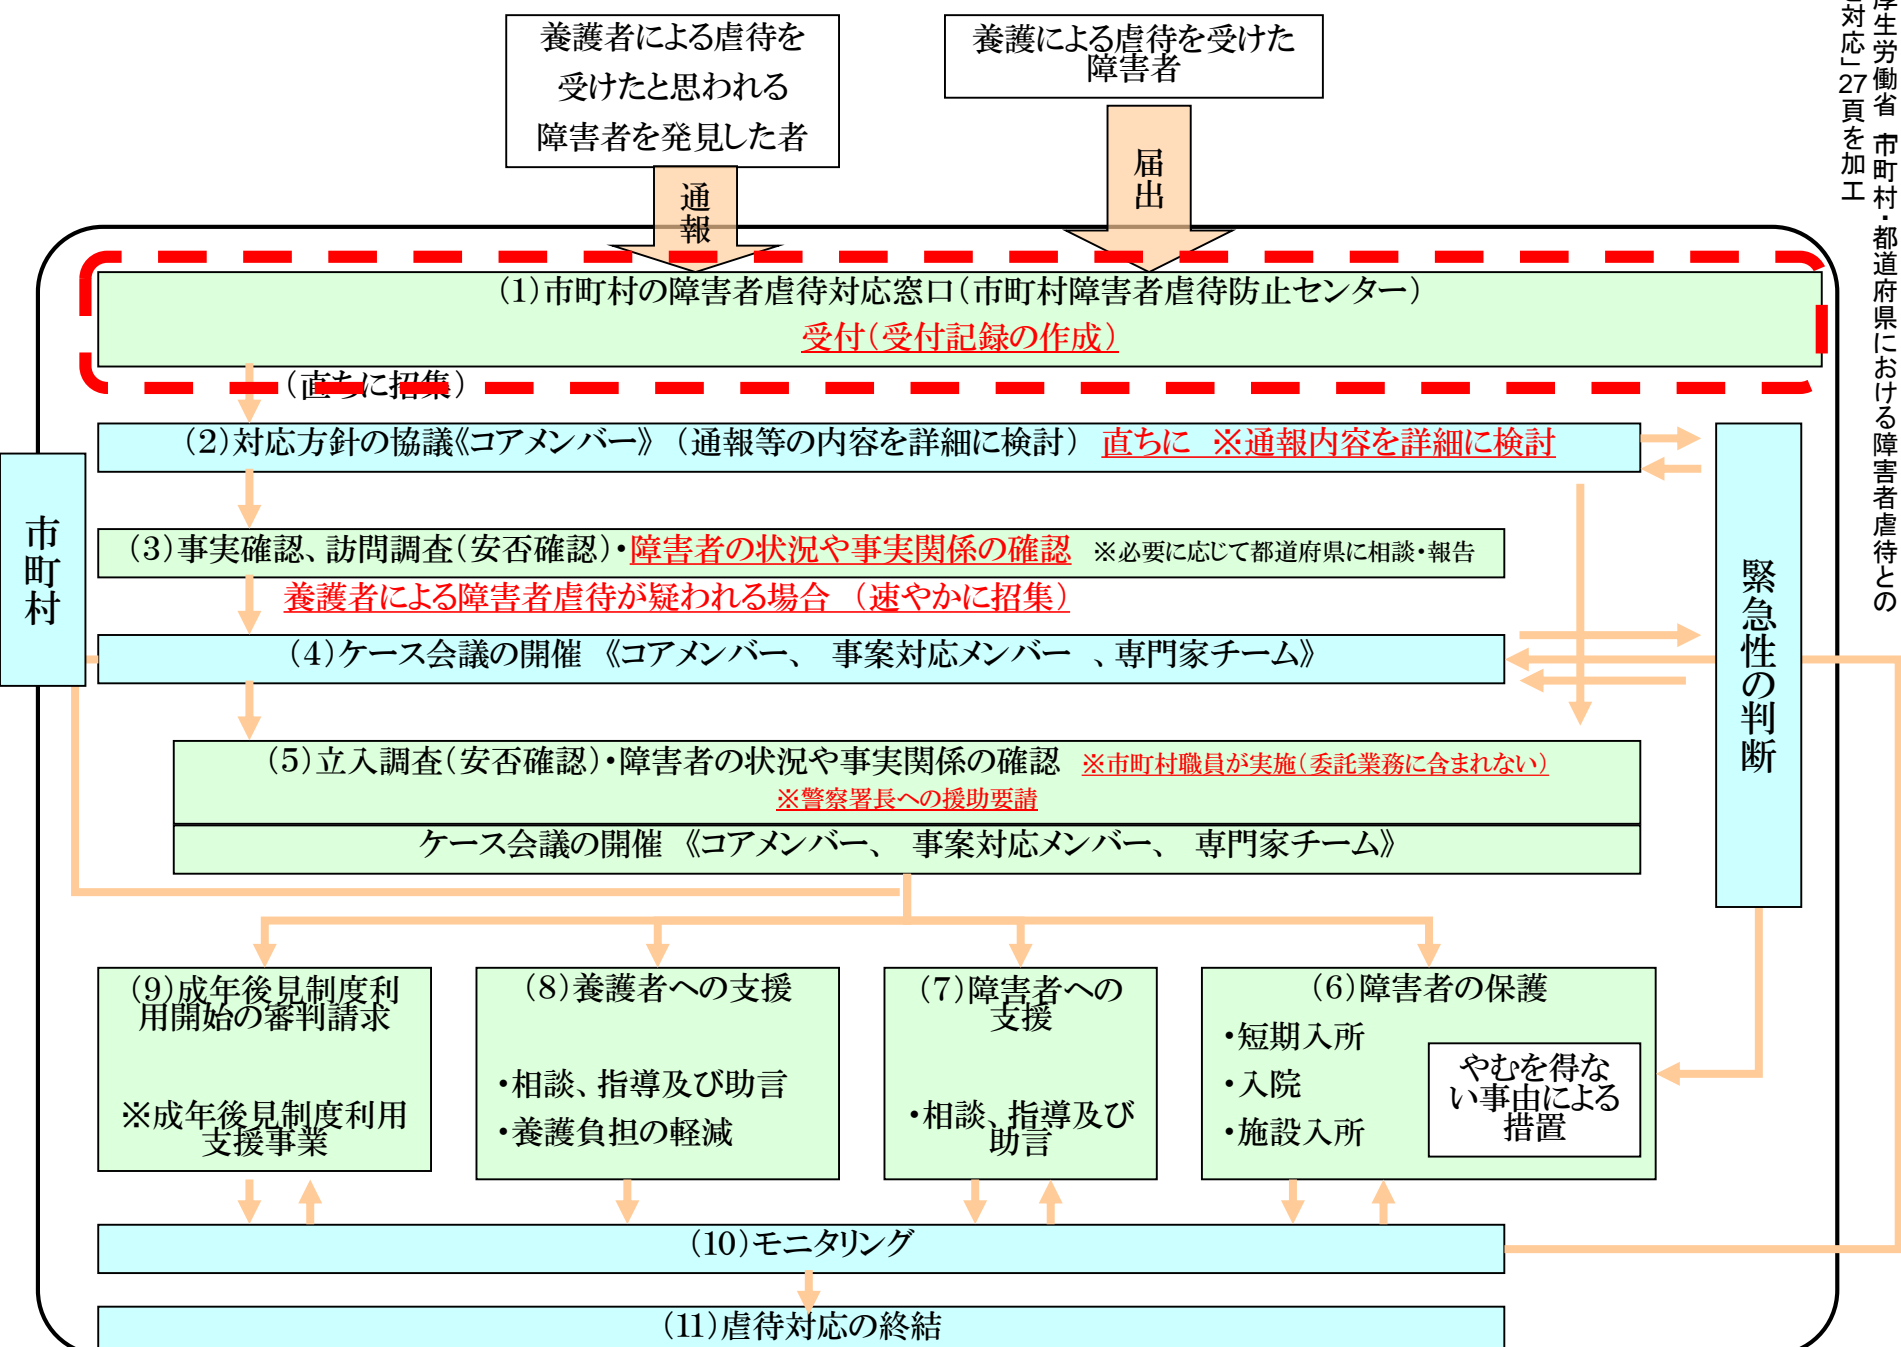 養護者による虐待を
受けたと思われる
障害者を発見した者
養護による虐待を受けた
障害者
通報
届出
(1)市町村の障害者虐待対応窓口(市町村障害者虐待防止センター)
受付(受付記録の作成)
(直ちに招集)
(2)対応方針の協議《コアメンバー》(通報等の内容を詳細に検討) 直ちに ※通報内容を詳細に検討
市町村
(3)事実確認、訪問調査(安否確認)・障害者の状況や事実関係の確認 ※必要に応じて都道府県に相談・報告
養護者による障害者虐待が疑われる場合 (速やかに招集)
緊急性の判断
(4)ケース会議の開催 《コアメンバー、 事案対応メンバー 、専門家チーム》
(5)立入調査(安否確認)・障害者の状況や事実関係の確認 ※市町村職員が実施(委託業務に含まれない)
※警察署長への援助要請
ケース会議の開催 《コアメンバー、 事案対応メンバー、 専門家チーム》
(9)成年後見制度利
用開始の審判請求
※成年後見制度利用
支援事業
(8)養護者への支援
・相談、指導及び助言
・養護負担の軽減
(7)障害者への
支援
・相談、指導及び
助言
(6)障害者の保護
・短期入所
・入院
・施設入所
やむを得な
い事由による
措置
(10)モニタリング
(11)虐待対応の終結
厚生労働省「市町村・都道府県における障害者虐待との
対応」27頁を加工